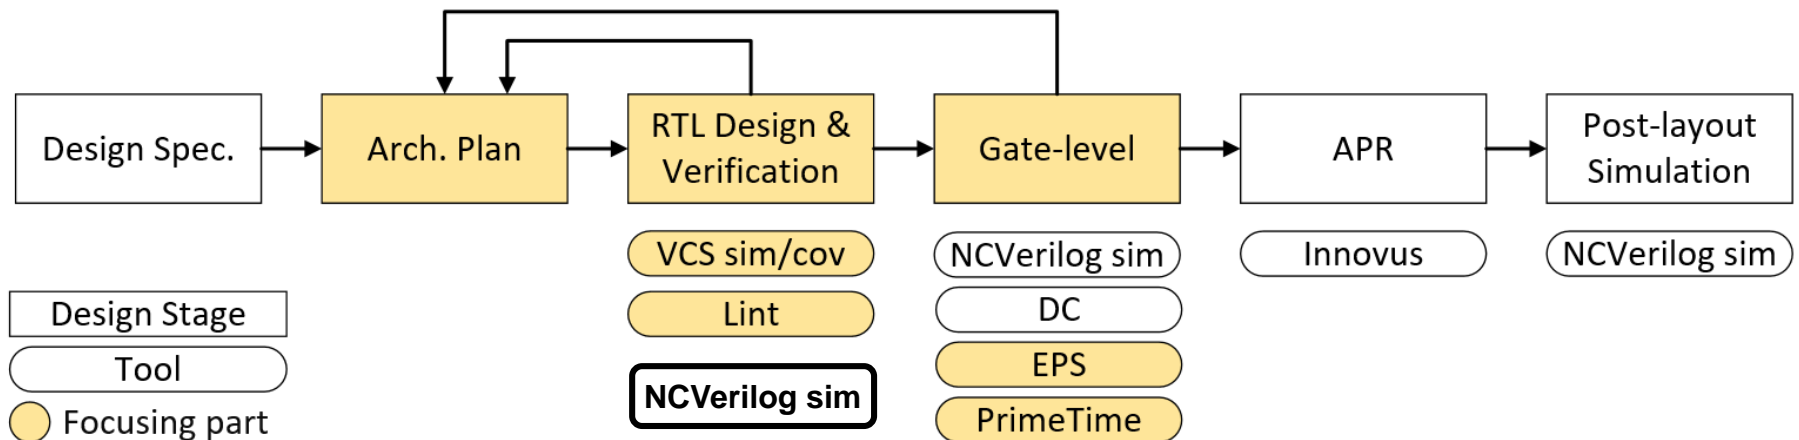 Design Spec.
Arch. Plan
RTL Design &
Verification
Gate-level
APR
Post-layout
Simulation
VCS sim/cov
Lint
NCVerilog sim
NCVerilog sim
DC
EPS
PrimeTime
Innovus
NCVerilog sim
Design Stage
Tool
Focusing part